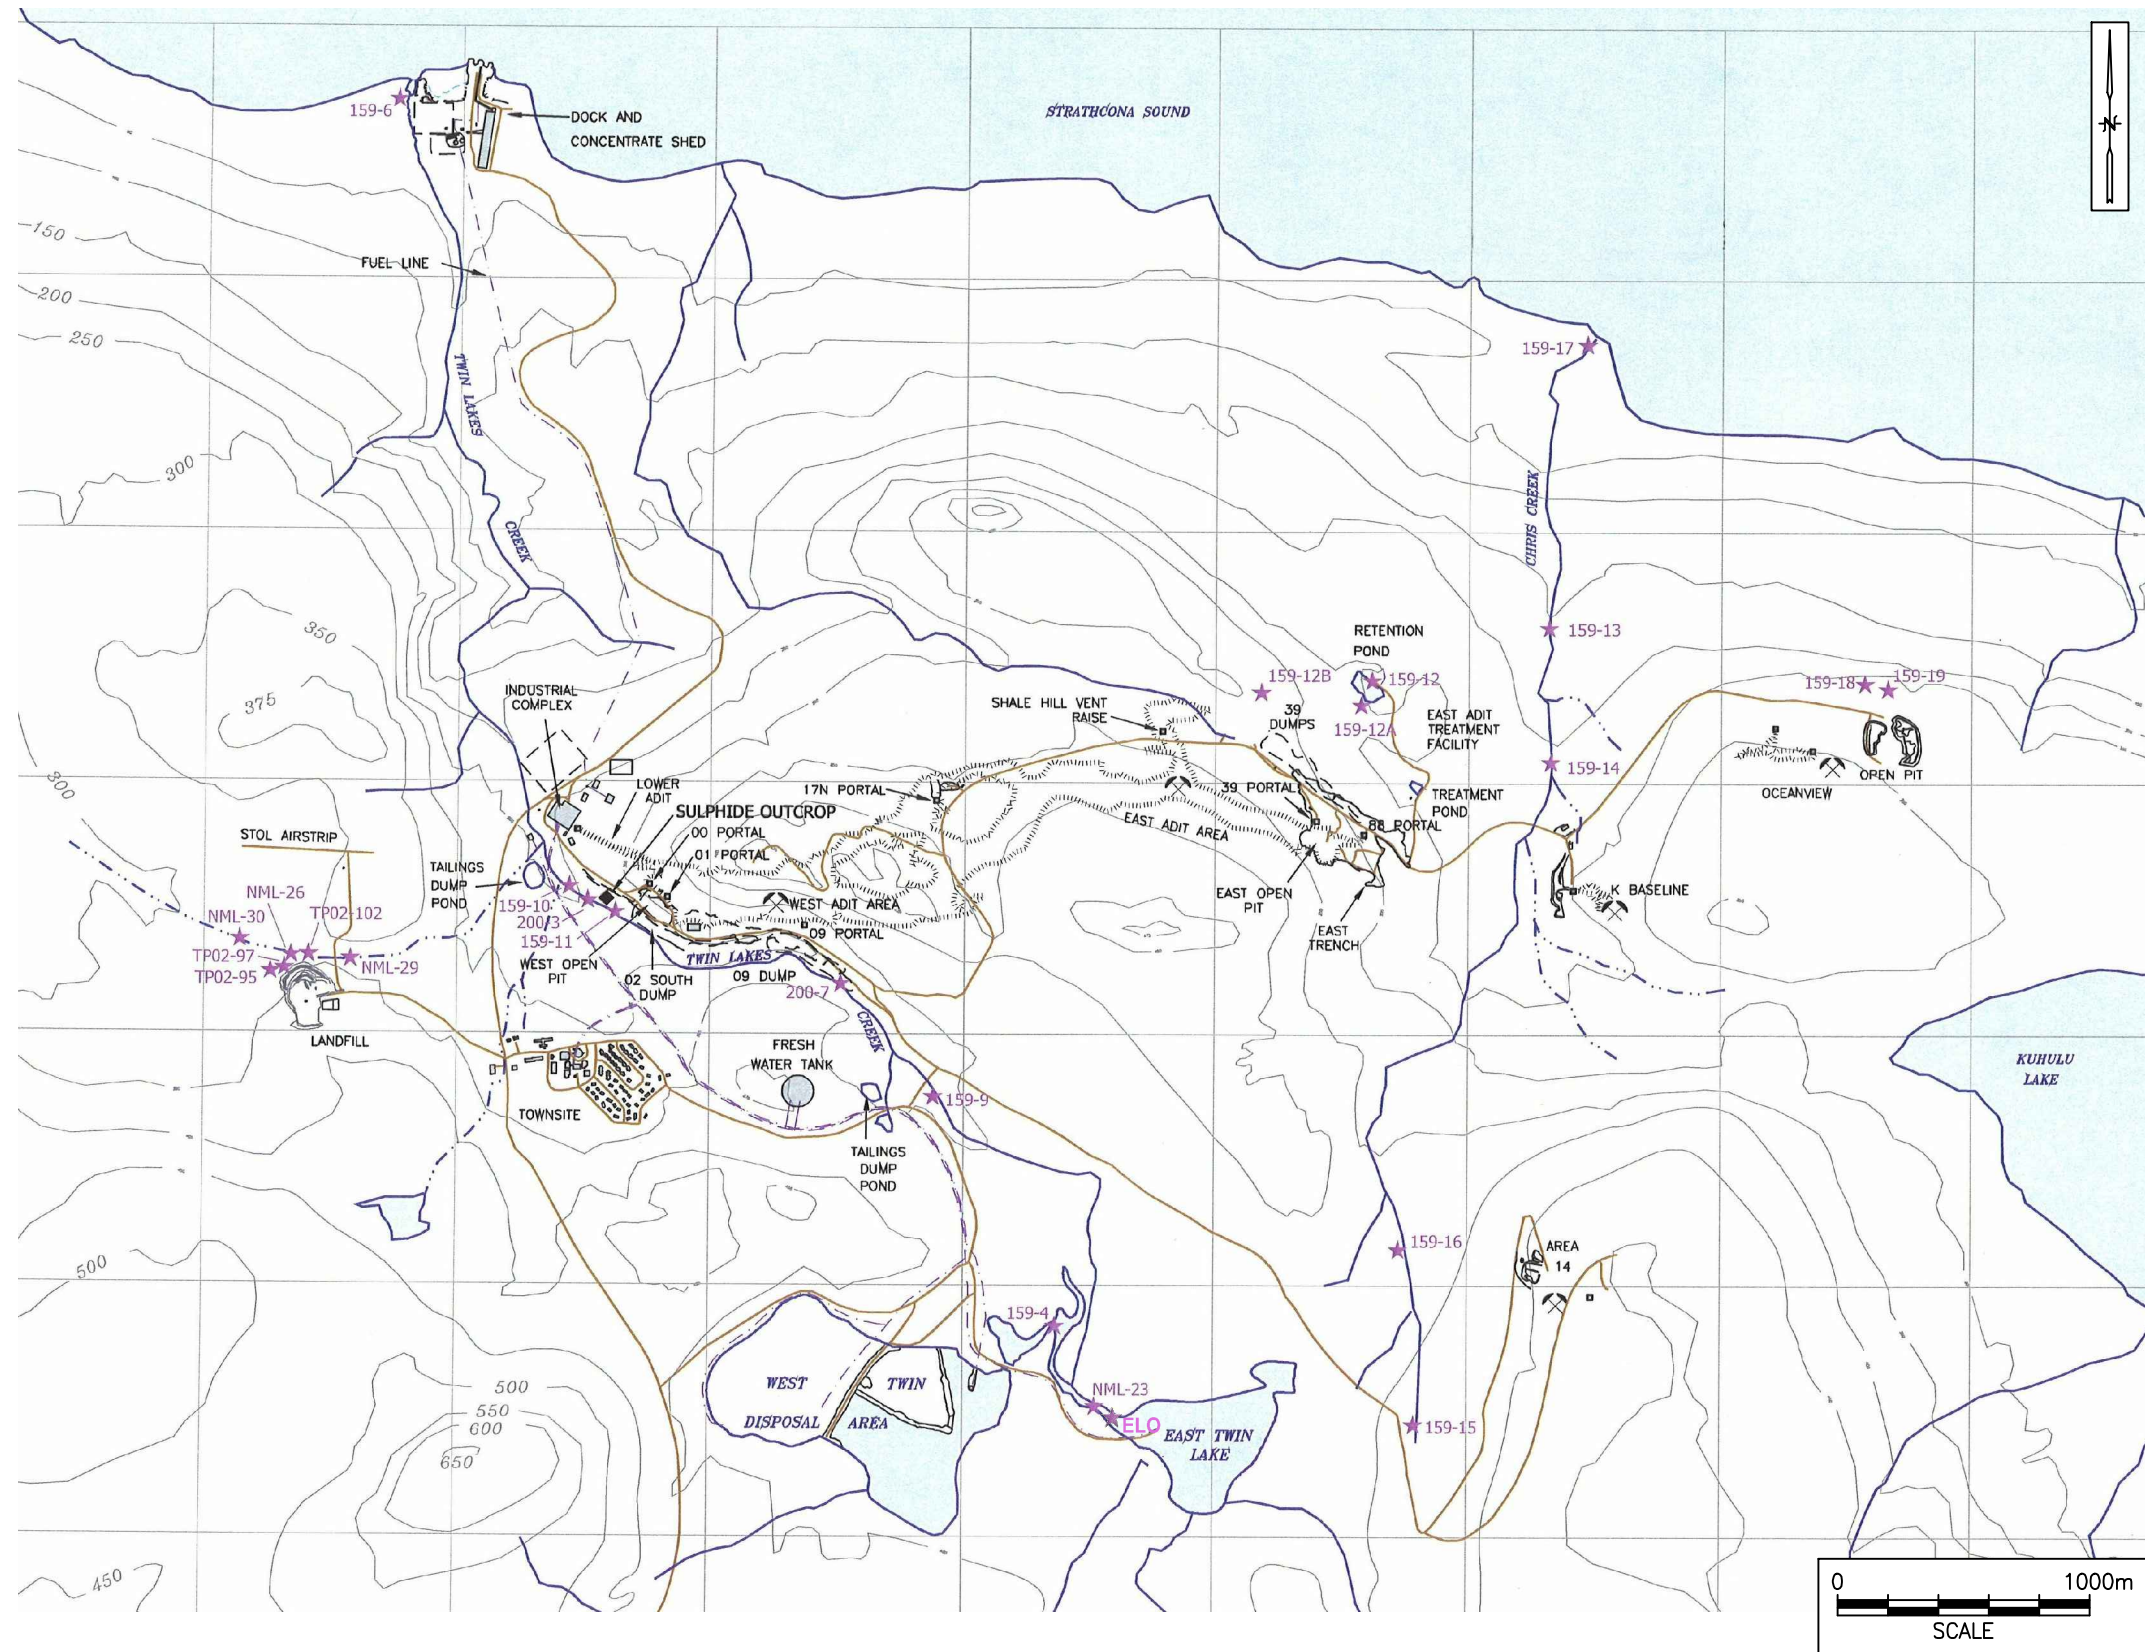 N
STRATHCONA SOUND
159-6
DOCK AND
CONCENTRATE SHED
150
FUEL LINE
200
250
159-17
TWIN LAKES
CREEK
300
CHRIS CREEK
350
375
300
RETENTION
POND
159-13
159-12B
159-12
159-12A
159-18
159-19
INDUSTRIAL
COMPLEX
SHALE HILL VENT
RAISE
39
DUMPS
EAST ADIT
TREATMENT
FACILITY
159-14
OPEN PIT
OCEANVIEW
LOWER
ADIT
17N PORTAL
39 PORTAL
TREATMENT
POND
SULPHIDE OUTCROP
00 PORTAL
01 PORTAL
EAST ADIT AREA
88 PORTAL
STOL AIRSTRIP
TAILINGS
DUMP
POND
NML-26
NML-30
TP02-102
TP02-97
TP02-95
NML-29
159-10
200/3
159-11
WEST ADIT AREA
09 PORTAL
EAST OPEN
PIT
EAST
TRENCH
K BASELINE
WEST OPEN
PIT
02 SOUTH
DUMP
TWIN LAKES
09 DUMP
200-7
CREEK
LANDFILL
FRESH
WATER TANK
TOWNSITE
159-9
KUHULU
LAKE
TAILINGS
DUMP
POND
159-16
AREA
14
500
159-4
WEST
TWIN
DISPOSAL
AREA
NML-23
ELO
EAST TWIN
LAKE
159-15
500
550
600
650
450
0
1000m
SCALE